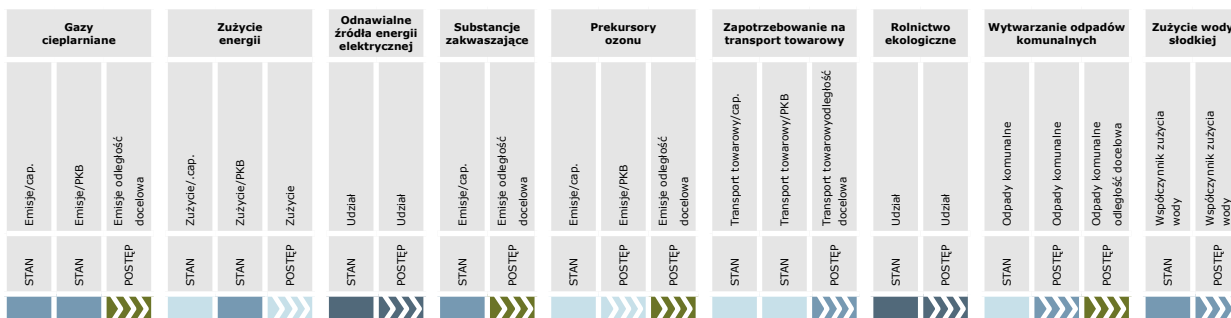 Gazy
cieplarniane
Zużycie
energii
Odnawialne
źródła energii
elektrycznej
Substancje
zakwaszające
Prekursory
ozonu
Zapotrzebowanie na
transport towarowy
Rolnictwo
ekologiczne
Wytwarzanie odpadów
komunalnych
Zużycie wody
słodkiej
Emisje/cap.
Emisje/PKB
Emisje odległość
docelowa
Zużycie/.cap.
Zużycie/PKB
Zużycie
Udział
Udział
Emisje/cap.
Emisje odległość
docelowa
Emisje/cap.
Emisje/PKB
Emisje odległość
docelowa
Transport towarowy/cap.
Transport towarowy/PKB
Transport towarowyodległość
docelowa
Udział
Udział
Odpady komunalne
Odpady komunalne
Odpady komunalne
odległość docelowa
Współczynnik zużycia
wody
Współczynnik zużycia
wody
STAN
STAN
POSTĘP
STAN
STAN
POSTĘP
STAN
POSTĘP
STAN
POSTĘP
STAN
POSTĘP
POSTĘP
STAN
STAN
POSTĘP
STAN
POSTĘP
STAN
POSTĘP
POSTĘP
STAN
POSTĘP